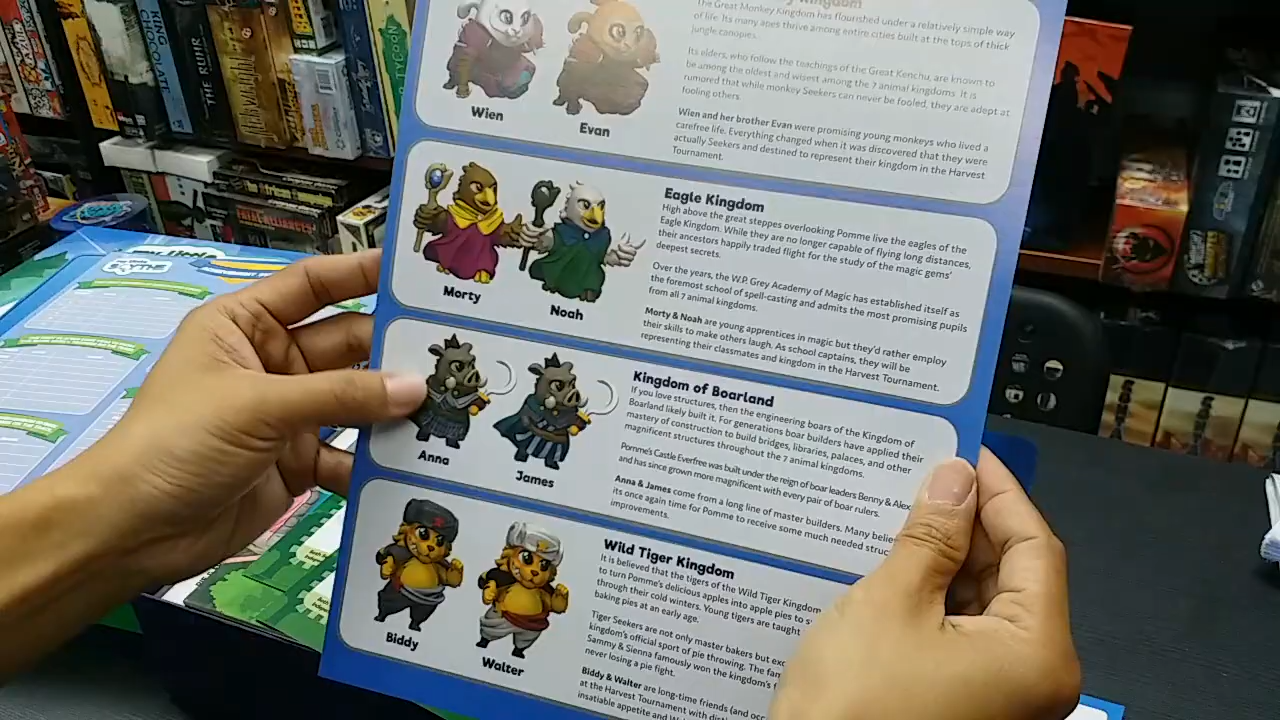 KING CHOCOLATE
THE RUHR
TYCOON
Kingdom
The Great Monkey Kingdom has flourished under a relatively simple way
of life. Its many apes thrive among entire cities built at the tops of thick
jungle canopies.
Its elders, who follow the teachings of the Great Kenchu, are known to
be among the oldest and wisest among the 7 animal kingdoms. It is
rumored that while monkey Seekers can never be fooled, they are adept at
fooling others.
Wien and her brother Evan were promising young monkeys who lived a
carefree life. Everything changed when it was discovered that they were
actually Seekers and destined to represent their kingdom in the Harvest
Tournament.
Wien
Evan
Eagle Kingdom
High above the great steppes overlooking Pomme live the eagles of the
Eagle Kingdom. While they are no longer capable of flying long distances,
their ancestors happily traded flight for the study of the magic gems'
deepest secrets.
Over the years, the W.P. Grey Academy of Magic has established itself as
the foremost school of spell-casting and admits the most promising pupils
from all 7 animal kingdoms.
Morty & Noah are young apprentices in magic but they'd rather employ
their skills to make others laugh. As school captains, they will be
representing their classmates and kingdom in the Harvest Tournament.
Morty
Noah
Kingdom of Boarland
If you love structures, then the engineering boars of the Kingdom of
Boarland likely built it. For generations boar builders have applied their
mastery of construction to build bridges, libraries, palaces, and other
magnificent structures throughout the 7 animal kingdoms.
Pomme's Castle Everfree was built under the reign of boar leaders Benny & Alex
and has since grown more magnificent with every pair of boar rulers.
Anna & James come from a long line of master builders. Many
its once again time for Pomme to receive some much needed
improvements.
Anna
James
Wild Tiger Kingdom
It is believed that the tigers of the Wild Tiger Kingdom
to turn Pomme's delicious apples into apple pies to
through their cold winters. Young tigers are taught
baking pies at an early age.
Tiger Seekers are not only master bakers but
kingdom's official sport of pie throwing. The
Sammy & Sienna famously won the kingdom's
never losing a pie fight.
Biddy & Walter are long-time friends (and
at the Harvest Tournament with
insatiable appetite and
Biddy
Walter